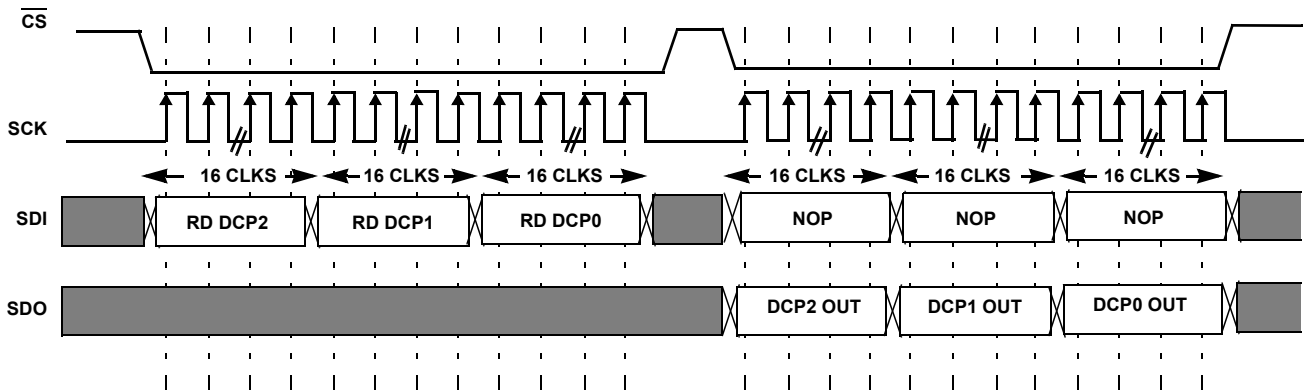 CS
SCK
16 CLKS 16 CLKS 16 CLKS 16 CLKS 16 CLKS 16 CLKS
SDI RD DCP2 RD DCP1 RD DCP0 NOP NOP NOP
SDO DCP2 OUT DCP1 OUT DCP0 OUT